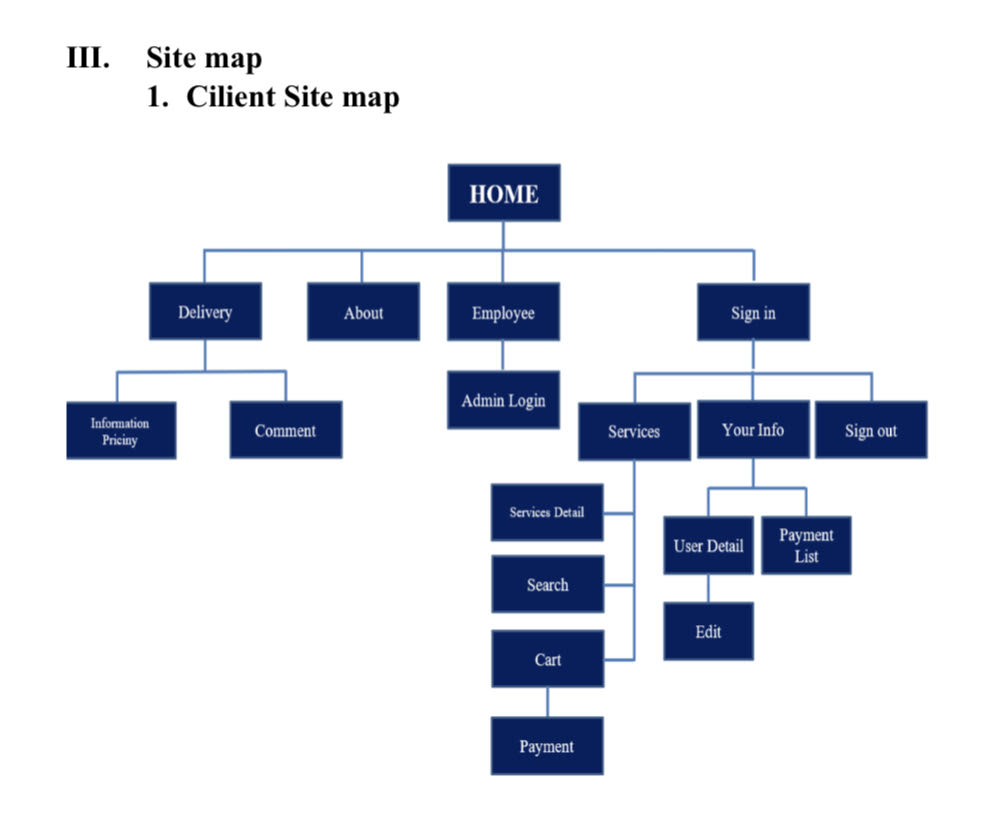 III. Site map
1. Cilient Site map
HOME
Delivery
About
Employee
Sign in
Information
Priciny
Comment
Admin Login
Services
Your Info
Sign out
Services Detail
Search
Cart
Payment
User Detail
Payment
List
Edit